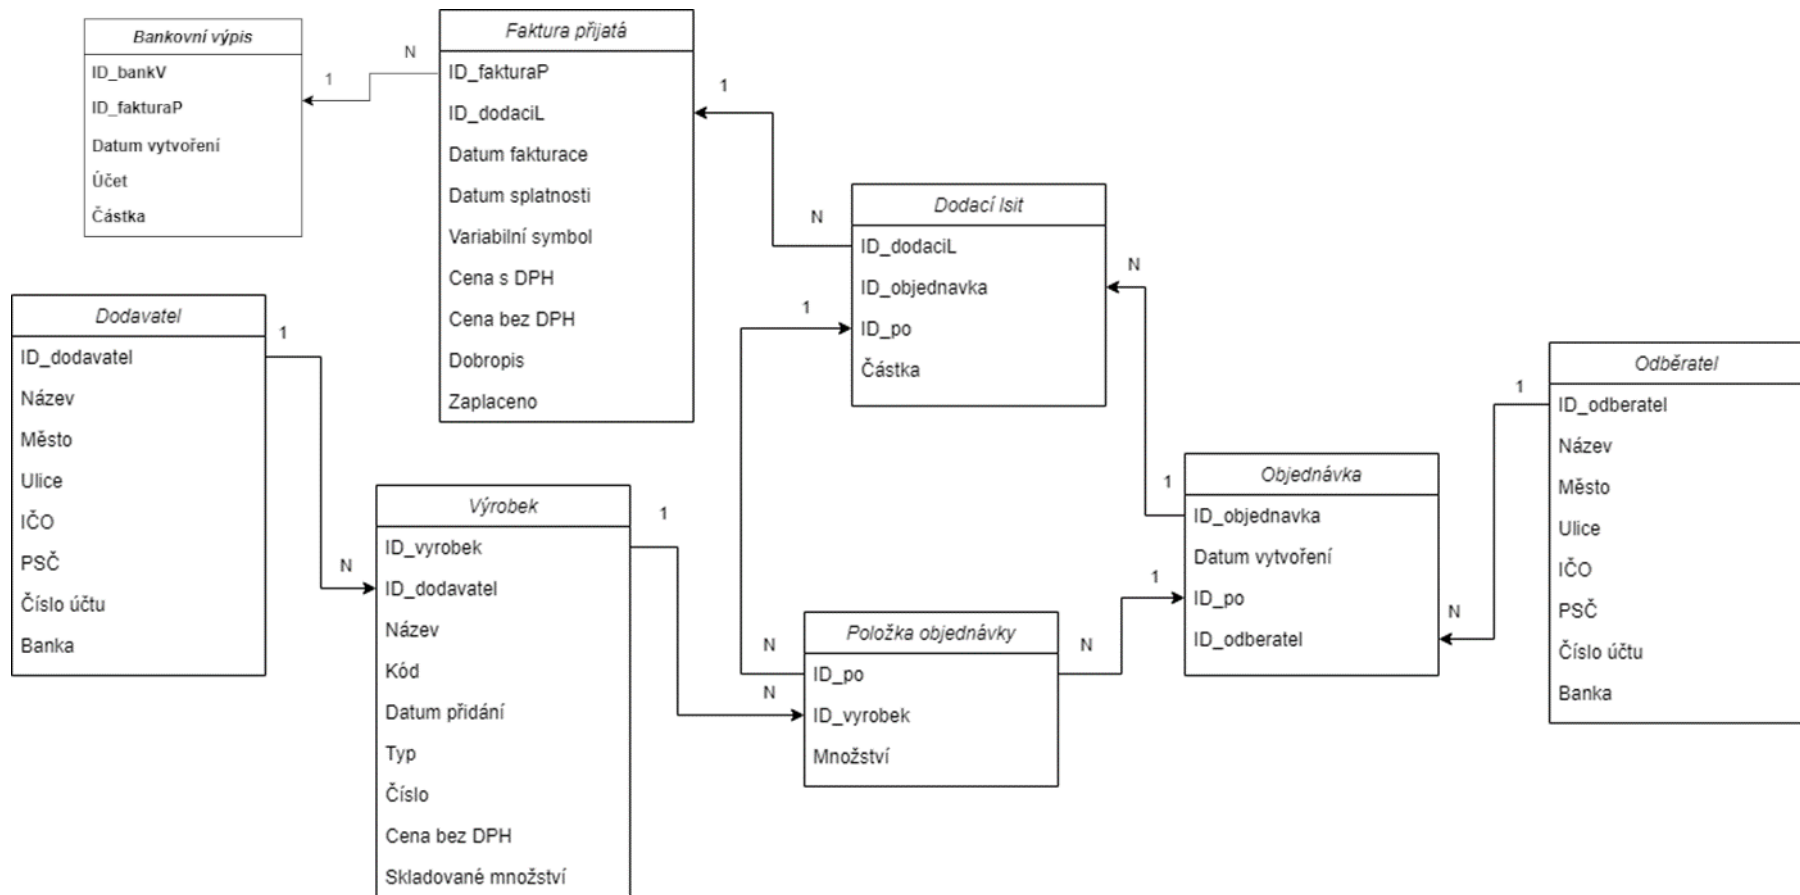 Bankovní výpis
ID_bankV
ID_fakturaP
Datum vytvoření
Účet
Částka
1
N
Faktura přijatá
ID_fakturaP
ID_dodaciL
Datum fakturace
Datum splatnosti
Variabilní symbol
Cena s DPH
Cena bez DPH
Dobropis
Zaplaceno
1
N
Dodací lsit
ID_dodaciL
ID_objednavka
ID_po
Částka
N
1
Dodavatel
ID_dodavatel
Název
Město
Ulice
IČO
PSČ
Číslo účtu
Banka
1
N
Výrobek
ID_vyrobek
ID_dodavatel
Název
Kód
Datum přidání
Typ
Číslo
Cena bez DPH
Skladované množství
1
N
N
Položka objednávky
ID_po
ID_vyrobek
Množství
N
1
1
Objednávka
ID_objednavka
Datum vytvoření
ID_po
ID_odberatel
N
1
Odběratel
ID_odberatel
Název
Město
Ulice
IČO
PSČ
Číslo účtu
Banka